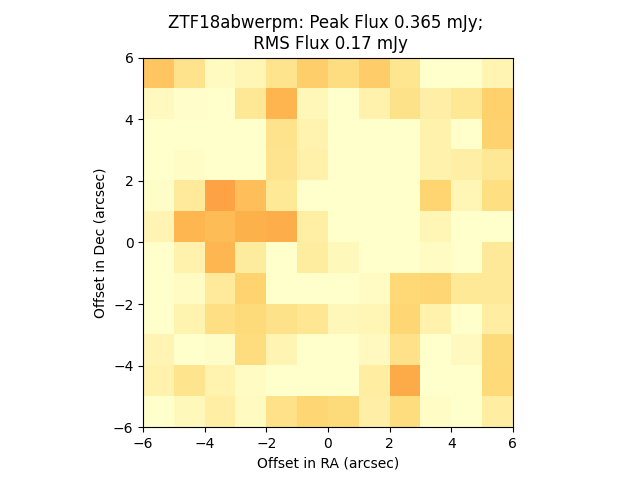 ZTF18abwerpm: Peak Flux 0.365 mJy;
RMS Flux 0.17 mJy
6
4
2
0
−2
−4
−6
Offset in Dec (arcsec)
−6 −4 −2 0 2 4 6
Offset in RA (arcsec)